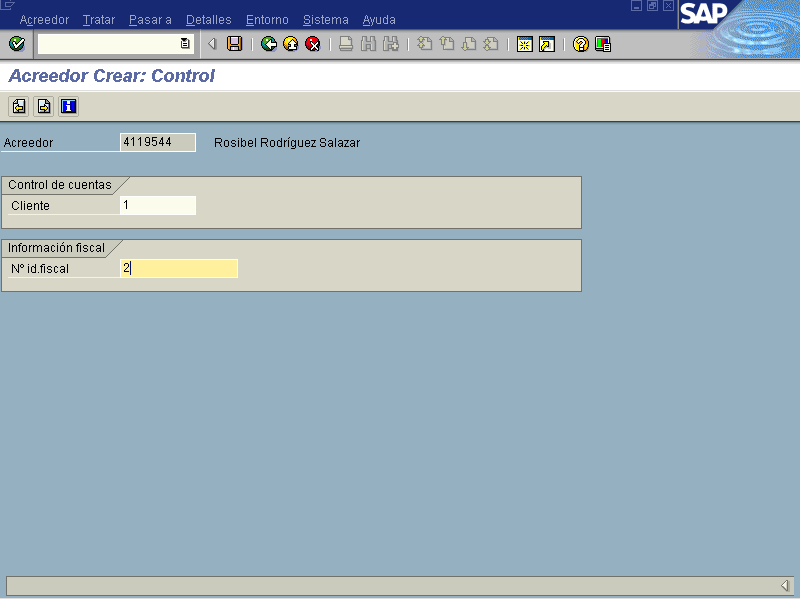 Acreedor Tratar Pasar a Detalles Entorno Sistema Ayuda
SAP
Acreedor Crear: Control
Acreedor 4119544 Rosibel Rodríguez Salazar
Control de cuentas
Cliente 1
Información fiscal
Nº id.fiscal 2